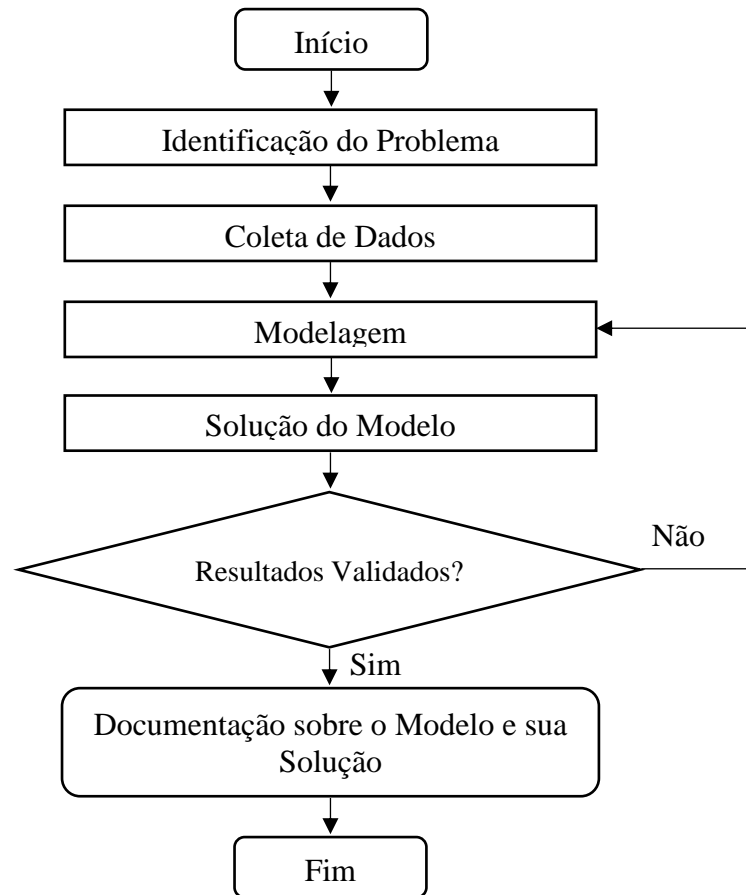 Início
Identificação do Problema
Coleta de Dados
Modelagem
Solução do Modelo
Não
Resultados Validados?
Sim
Documentação sobre o Modelo e sua
Solução
Fim